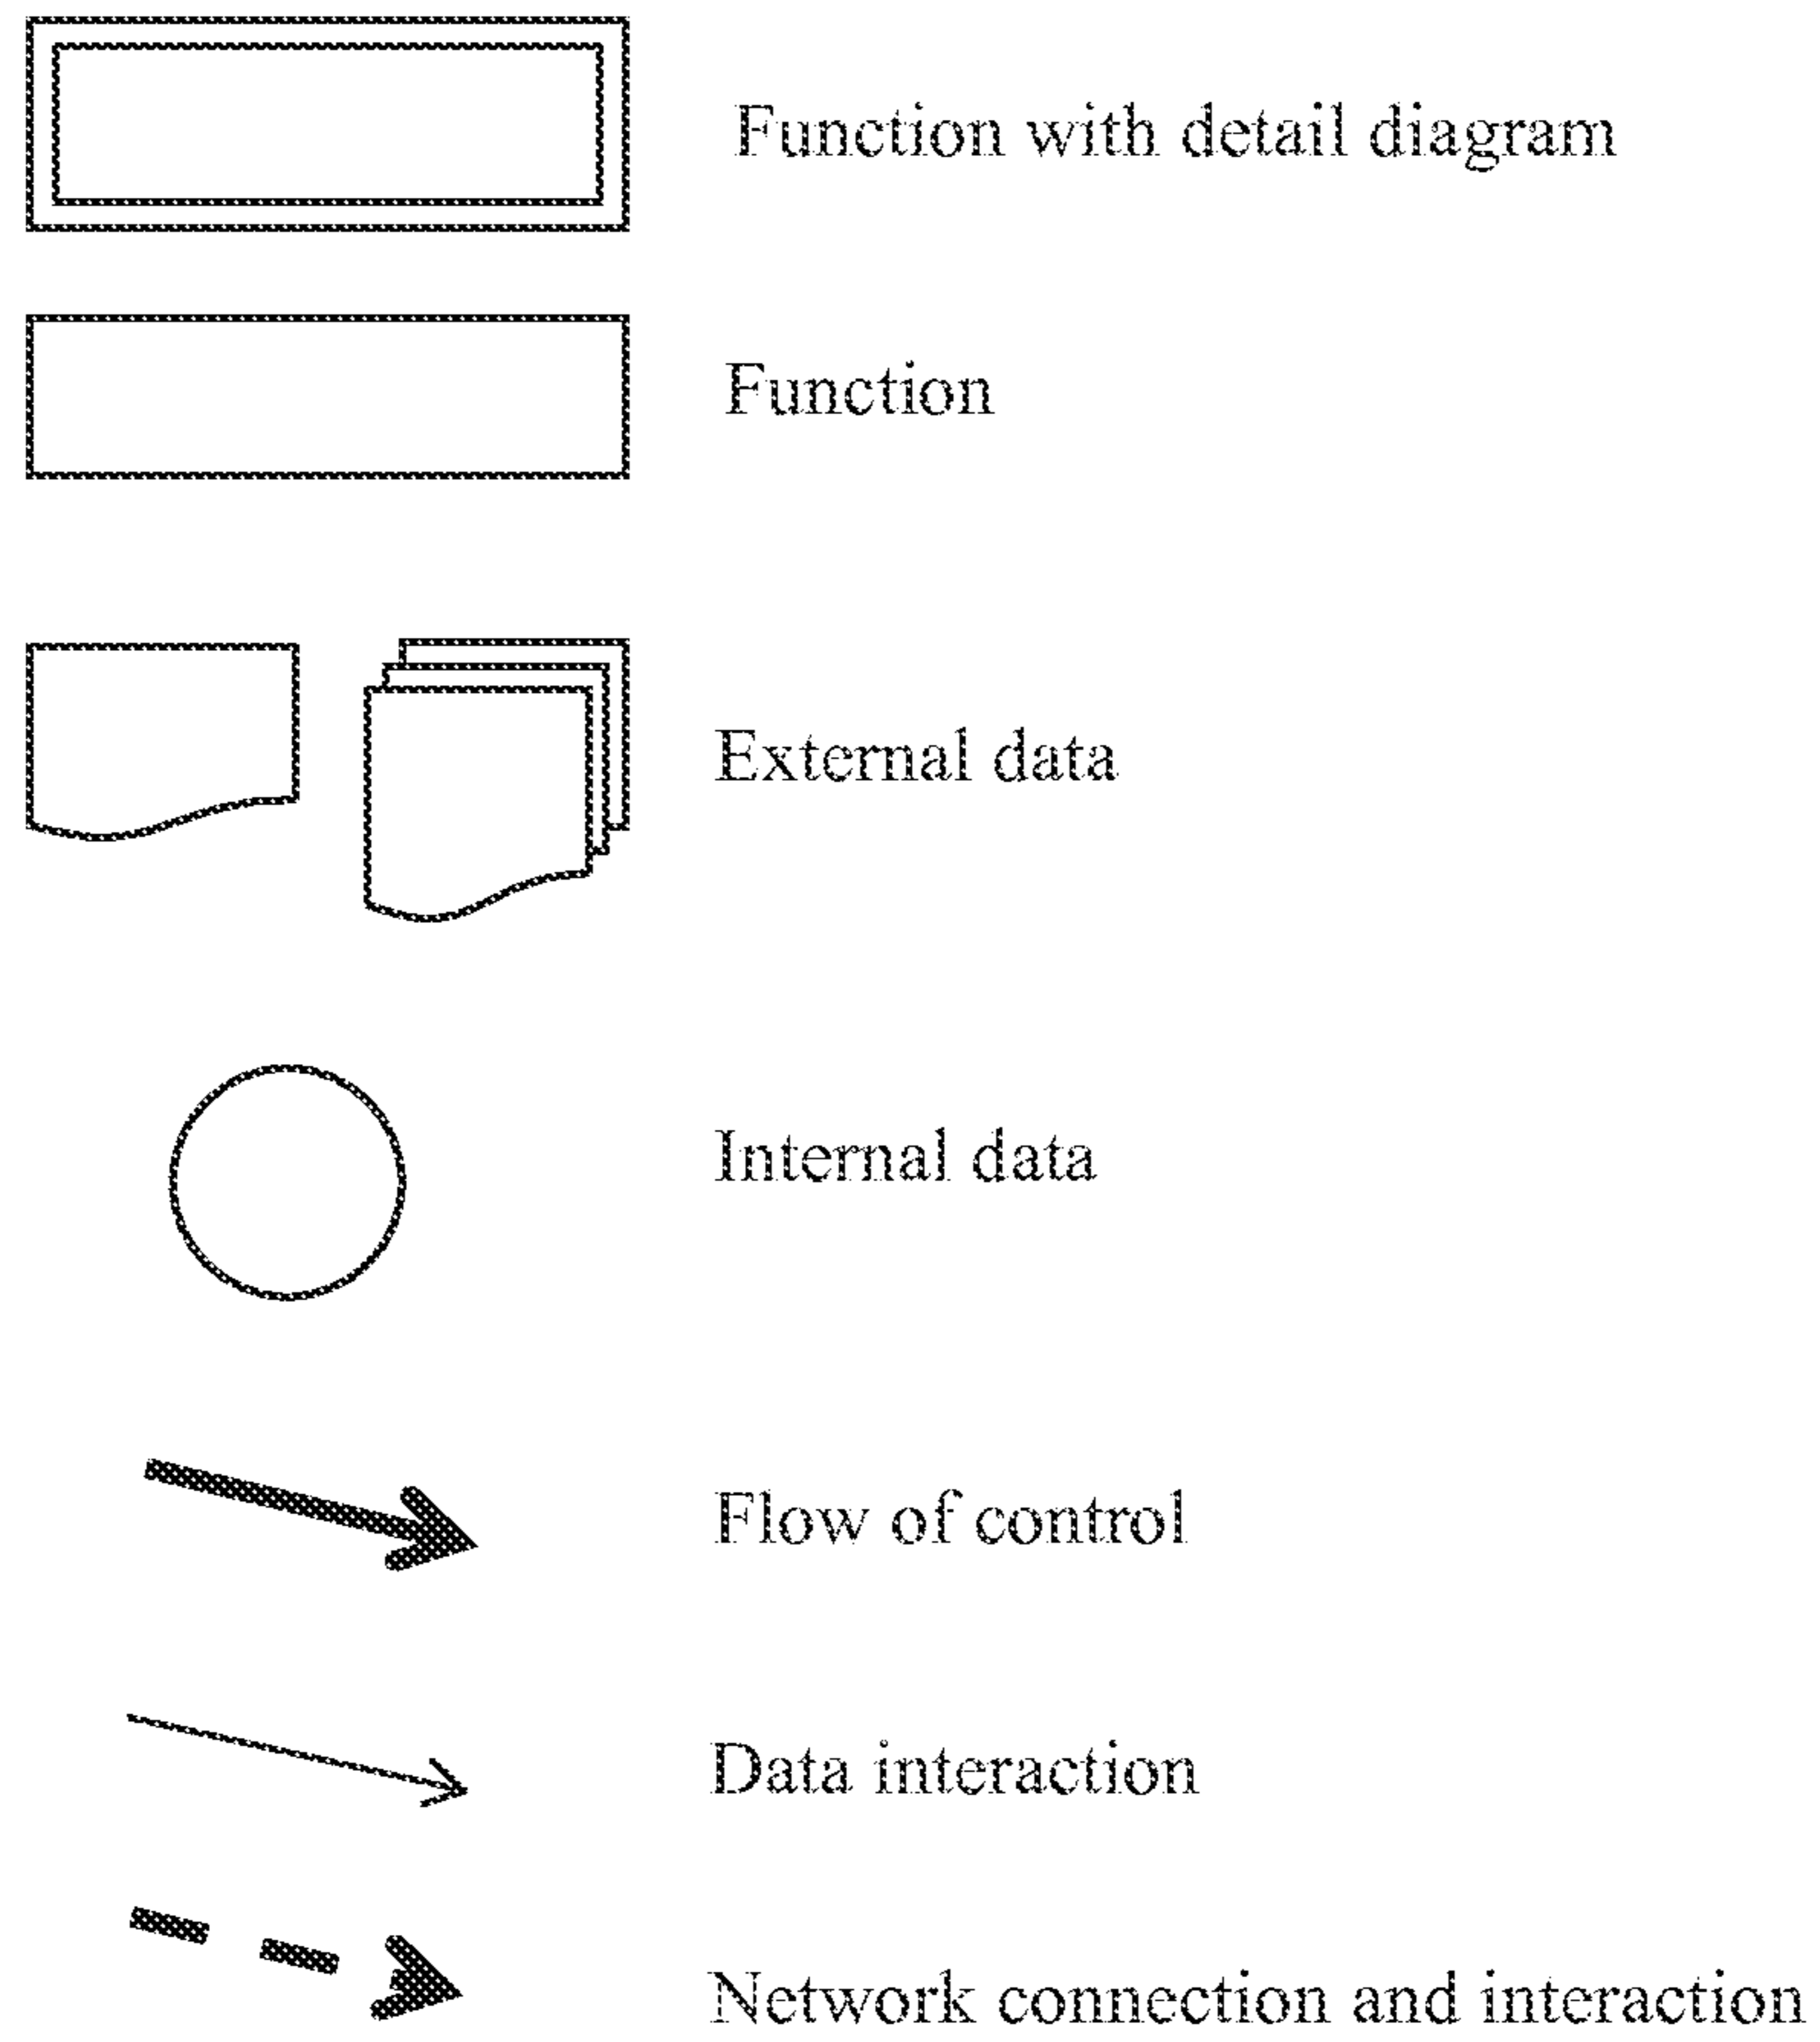 Function with detail diagram
Function
External data
Internal data
Flow of control
Data interaction
Network connection and interaction